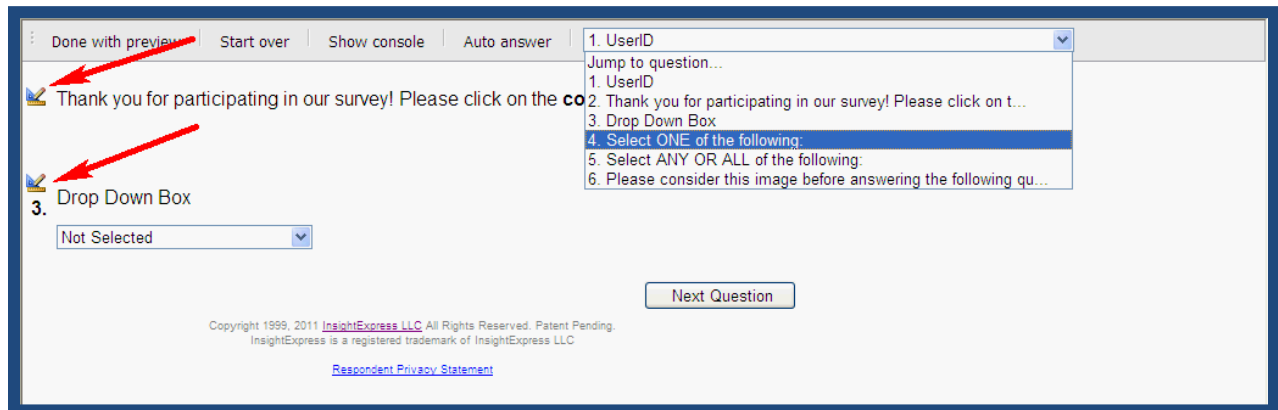 Done with preview Start over Show console Auto answer 1. UserID
Jump to question...
1. UserID
Thank you for participating in our survey! Please click on the co
2. Thank you for participating in our survey! Please click on t...
3. Drop Down Box
4. Select ONE of the following:
5. Select ANY OR ALL of the following:
6. Please consider this image before answering the following qu...
3. Drop Down Box
Not Selected
Next Question
Copyright 1999, 2011 InsightExpress LLC All Rights Reserved. Patent Pending.
InsightExpress is a registered trademark of InsightExpress LLC
Respondent Privacy Statement